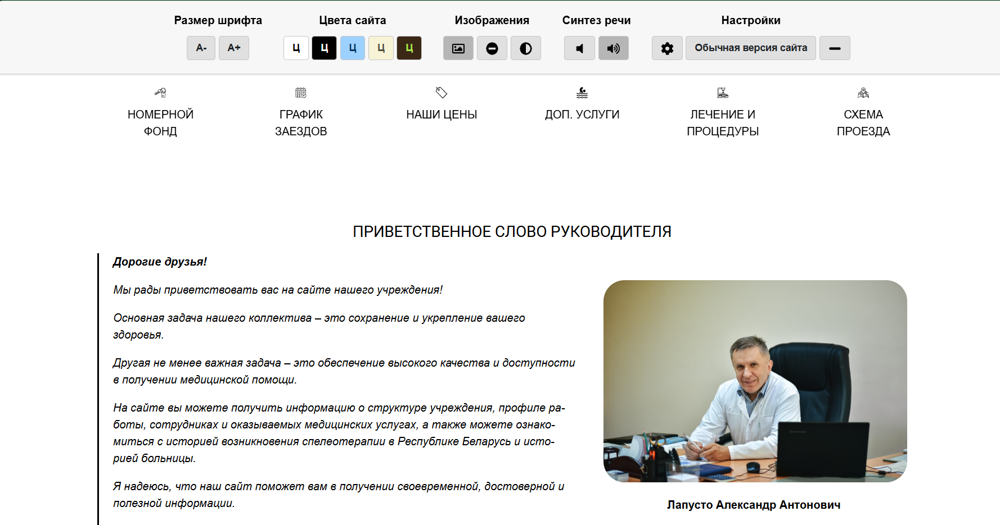 Размер шрифта
Цвета сайта
Изображения
Синтез речи
Настройки
А-
А+
Ц
Ц
Ц
Ц
Ц
Обычная версия сайта
НОМЕРНОЙ
ФОНД
ГРАФИК
ЗАЕЗДОВ
НАШИ ЦЕНЫ
ДОП. УСЛУГИ
ЛЕЧЕНИЕ И
ПРОЦЕДУРЫ
СХЕМА
ПРОЕЗДА
ПРИВЕТСТВЕННОЕ СЛОВО РУКОВОДИТЕЛЯ
Дорогие друзья!
Мы рады приветствовать вас на сайте нашего учреждения!
Основная задача нашего коллектива – это сохранение и укрепление вашего
здоровья.
Другая не менее важная задача – это обеспечение высокого качества и доступности
в получении медицинской помощи.
На сайте вы можете получить информацию о структуре учреждения, профиле ра-
боты, сотрудниках и оказываемых медицинских услугах, а также можете ознако-
миться с историей возникновения спелеотерапии в Республике Беларусь и исто-
рией больницы.
Я надеюсь, что наш сайт поможет вам в получении своевременной, достоверной и
полезной информации.
Лапусто Александр Антонович